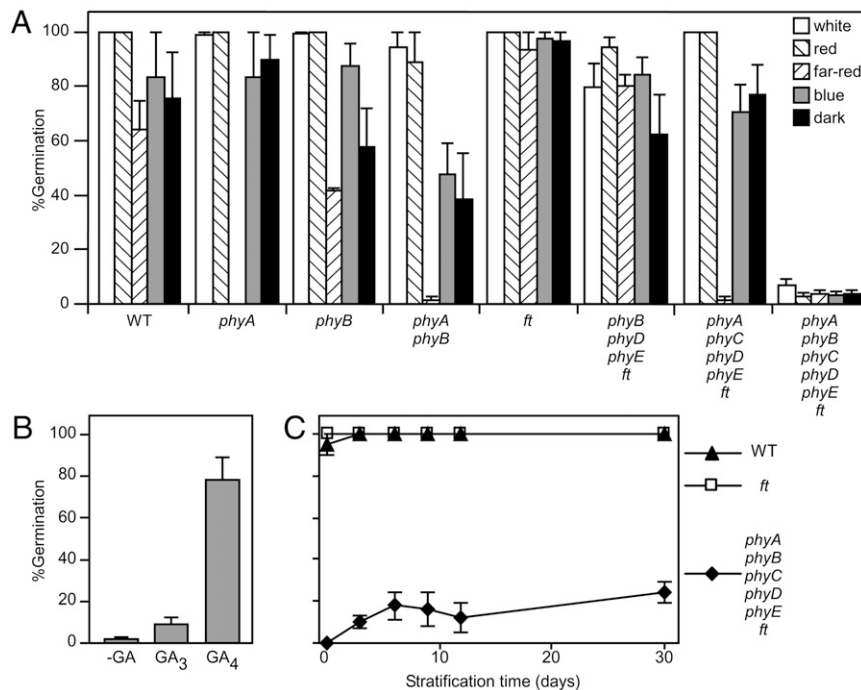 A
%Germination
100
80
60
40
20
0
white
red
far-red
blue
dark
WT
phyA
phyB
phyA
phyB
ft
phyB
phyD
phyE
ft
phyA
phyC
phyD
phyE
ft
phyA
phyB
phyC
phyD
phyE
ft
B
%Germination
100
80
60
40
20
0
-GA
GA3
GA4
C
0
10
20
30
Stratification time (days)
WT
ft
phyA
phyB
phyC
phyD
phyE
ft